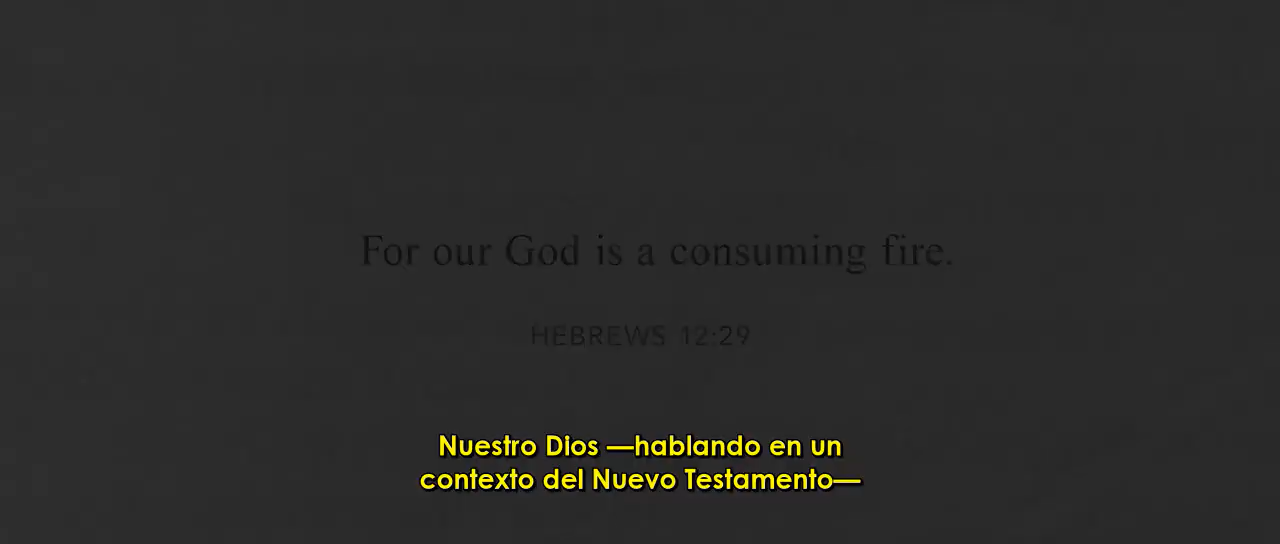 For our God is a consuming fire.
HEBREWS 12:29
Nuestro Dios —hablando en un
contexto del Nuevo Testamento—